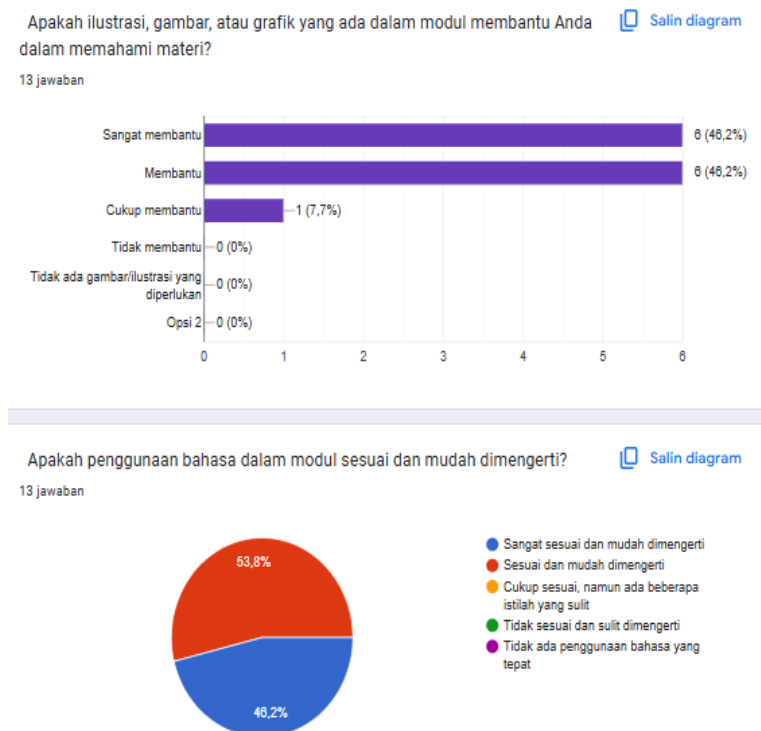 Apakah ilustrasi, gambar, atau grafik yang ada dalam modul membantu Anda
dalam memahami materi?
Salin diagram
13 jawaban
Sangat membantu
6 (46,2%)
Membantu
6 (46,2%)
Cukup membantu
1 (7,7%)
Tidak membantu
0 (0%)
Tidak ada gambar/ilustrasi yang
diperlukan
0 (0%)
Opsi 2
0 (0%)
0 1 2 3 4 5 6
Apakah penggunaan bahasa dalam modul sesuai dan mudah dimengerti?
Salin diagram
13 jawaban
53,8%
46,2%
Sangat sesuai dan mudah dimengerti
Sesuai dan mudah dimengerti
Cukup sesuai, namun ada beberapa
istilah yang sulit
Tidak sesuai dan sulit dimengerti
Tidak ada penggunaan bahasa yang
tepat